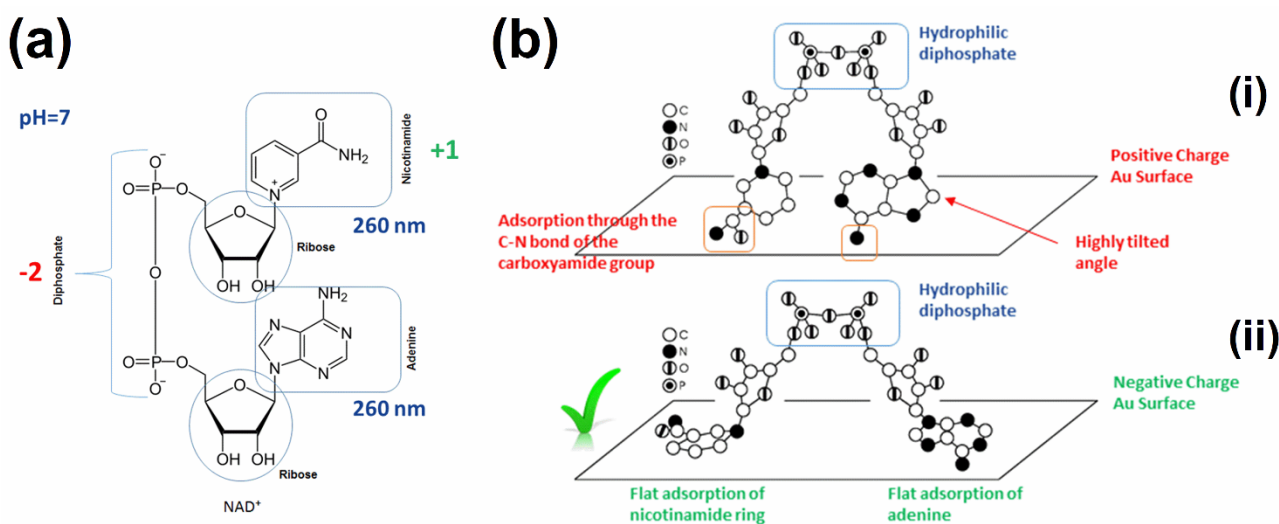 (a)
pH=7
O
NH2
Nicotinamide
+1
N
+
260 nm
O-
O=P
O
O
Ribose
OH
OH
-2
Diphosphate
O
NH2
N
N
N
N
Adenine
260 nm
O=P
O-
O
O
Ribose
OH
OH
NAD+
(b)
(i)
Hydrophilic
diphosphate
C
N
O
P
Positive Charge
Au Surface
Adsorption through the
C-N bond of the
carboxyamide group
Highly tilted
angle
(ii)
Hydrophilic
diphosphate
C
N
O
P
Negative Charge
Au Surface
Flat adsorption of
nicotinamide ring
Flat adsorption of
adenine